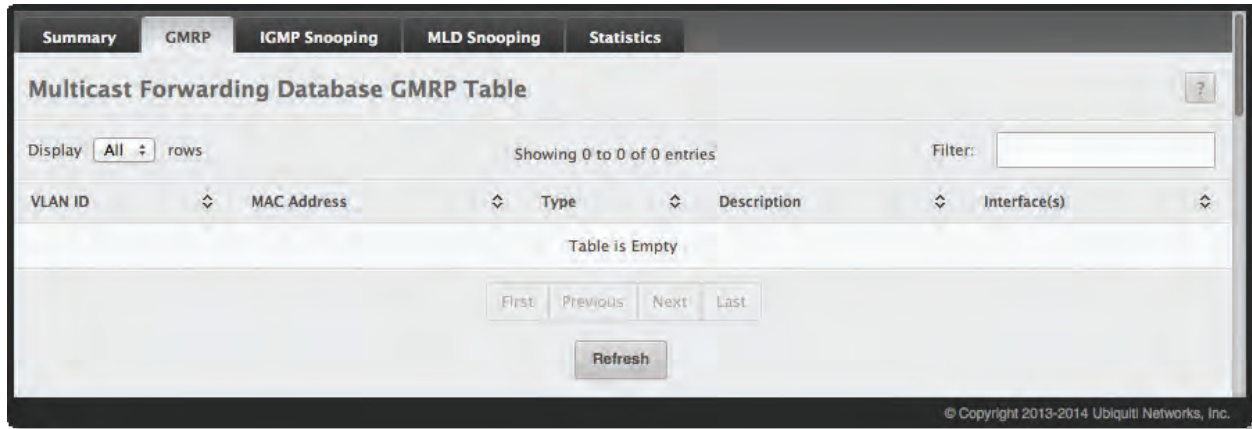 Summary GMRP IGMP Snooping MLD Snooping Statistics
Multicast Forwarding Database GMRP Table ?
Display All rows Showing 0 to 0 of 0 entries Filter:
VLAN ID MAC Address Type Description Interface(s)
Table is Empty
First Previous Next Last
Refresh
© Copyright 2013-2014 Ubiquiti Networks, Inc.